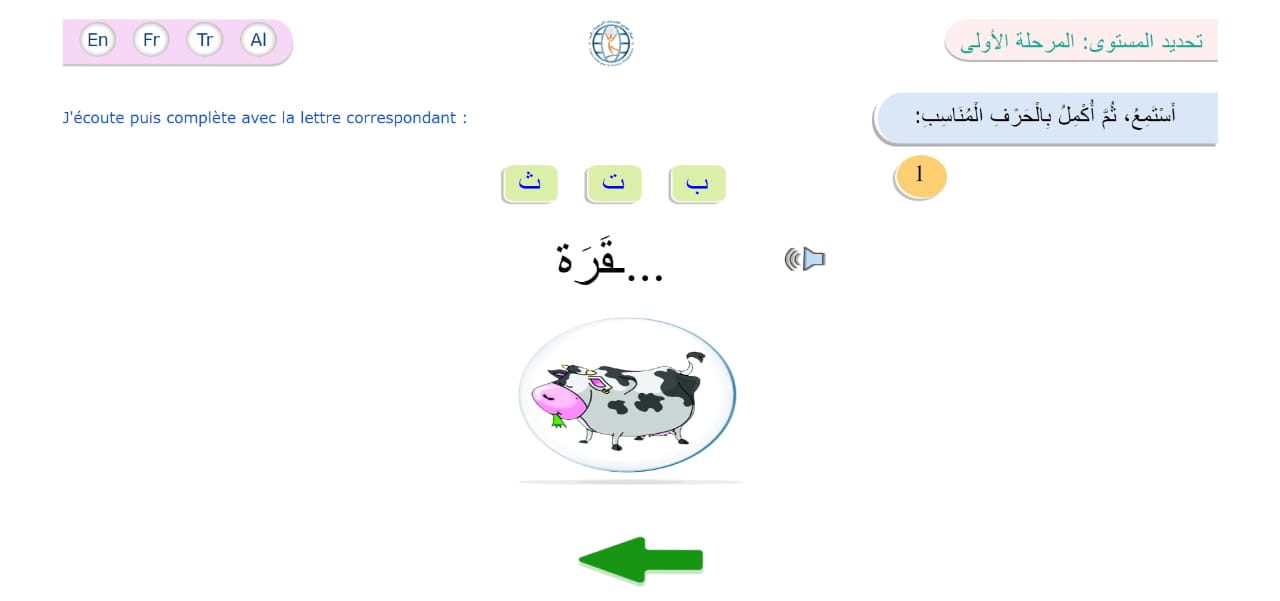 En Fr Tr Al
تحديد المستوى: المرحلة الأولى
J'écoute puis complète avec la lettre correspondant :
أَسْتَمِعُ، ثُمَّ أُكْمِلُ بِالْحَرْفِ الْمُنَاسِبِ:
1
ب ت ث
...ـقَرَة